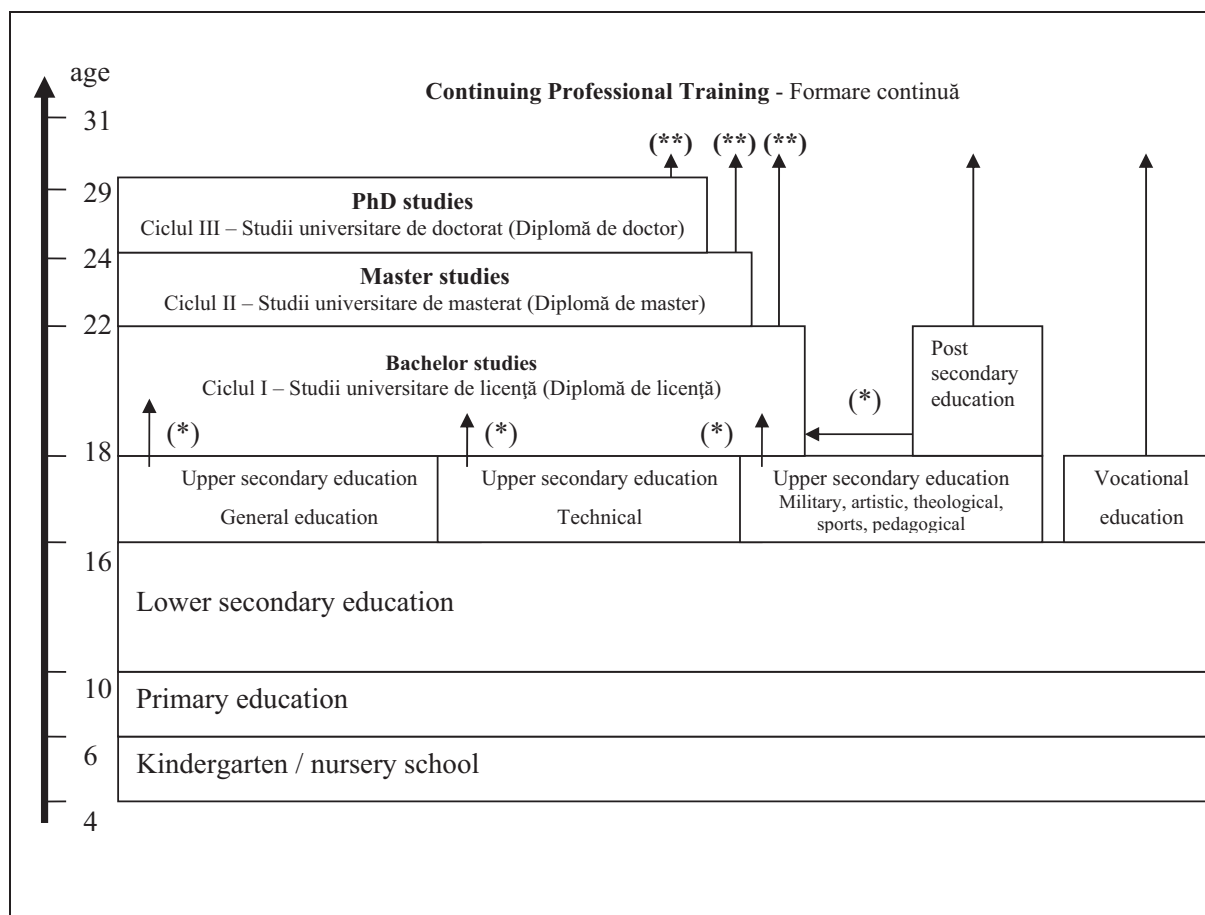 age
Continuing Professional Training - Formare continuă
31
(**) (**) (**)
29
PhD studies
Ciclul III – Studii universitare de doctorat (Diplomă de doctor)
24
Master studies
Ciclul II – Studii universitare de masterat (Diplomă de master)
22
Bachelor studies
Ciclul I – Studii universitare de licenţă (Diplomă de licenţă)
Post
secondary
education
(*)
(*)
(*)
(*)
18
Upper secondary education
General education
Upper secondary education
Technical
Upper secondary education
Military, artistic, theological,
sports, pedagogical
Vocational
education
16
Lower secondary education
10
Primary education
6
Kindergarten / nursery school
4